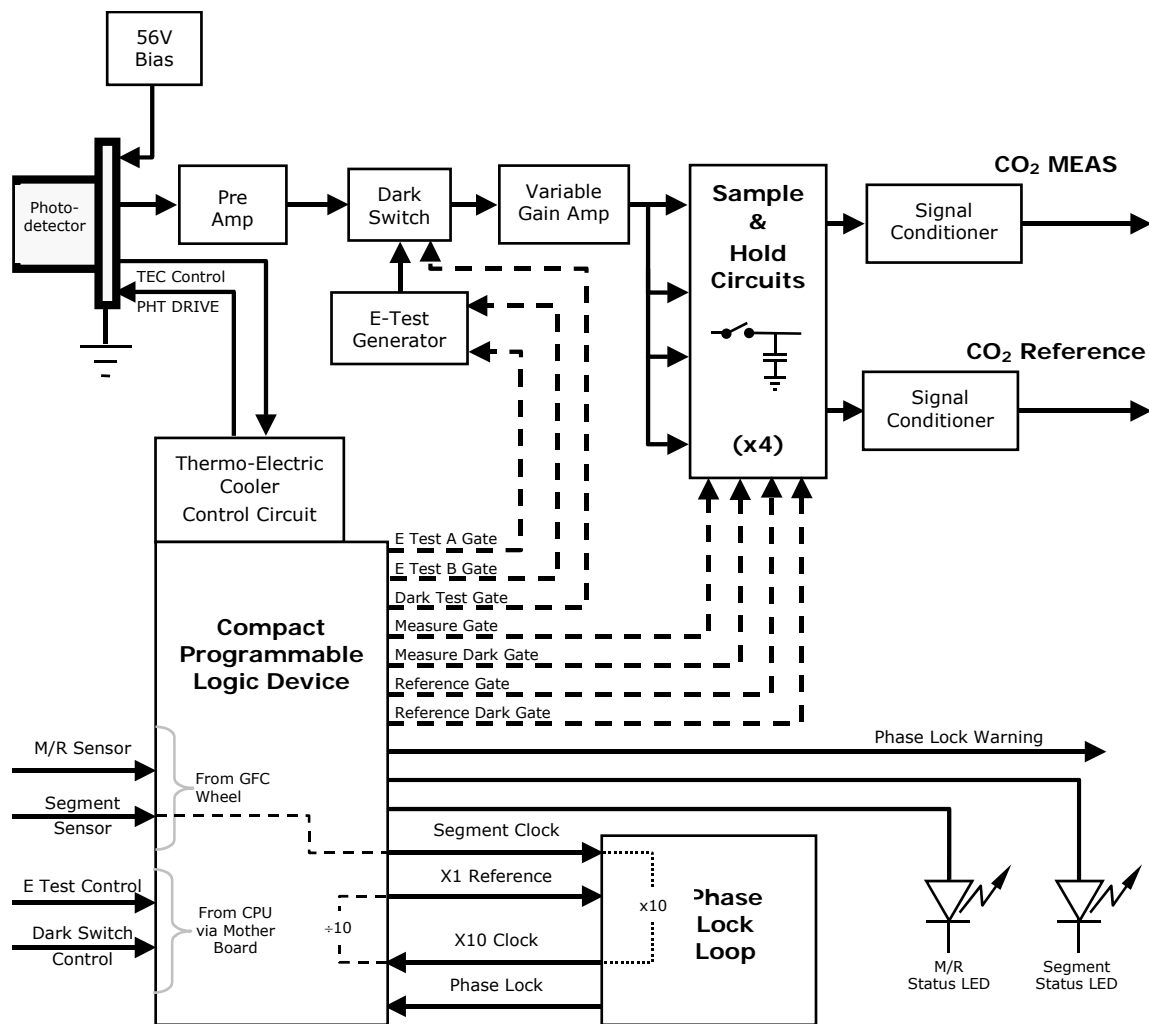 56V
Bias
Photo-
detector
Pre
Amp
Dark
Switch
Variable
Gain Amp
Sample
&
Hold
Circuits
(x4)
CO₂ MEAS
Signal
Conditioner
CO₂ Reference
Signal
Conditioner
TEC Control
PHT DRIVE
E-Test
Generator
Thermo-Electric
Cooler
Control Circuit
E Test A Gate
E Test B Gate
Dark Test Gate
Measure Gate
Measure Dark Gate
Reference Gate
Reference Dark Gate
Compact
Programmable
Logic Device
Phase Lock Warning
M/R Sensor
Segment
Sensor
From GFC
Wheel
E Test Control
Dark Switch
Control
From CPU
via Mother
Board
÷10
Segment Clock
X1 Reference
X10 Clock
Phase Lock
x10
Phase
Lock
Loop
M/R
Status LED
Segment
Status LED